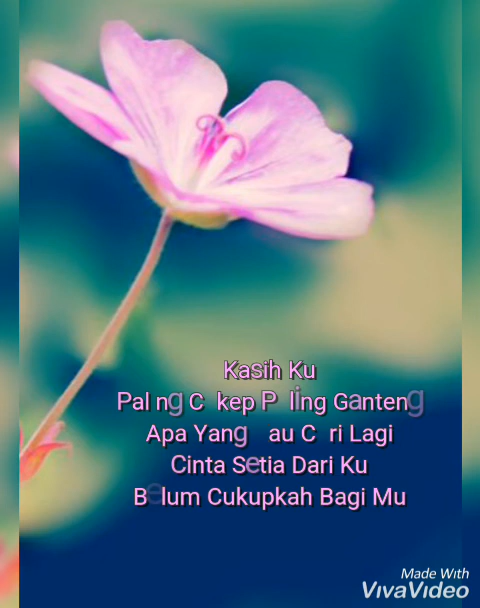 Kasih Ku
Pal ng C kep P ling Ganteng
Apa Yang au C ri Lagi
Cinta Setia Dari Ku
Belum Cukupkah Bagi Mu
Made With
VivaVideo